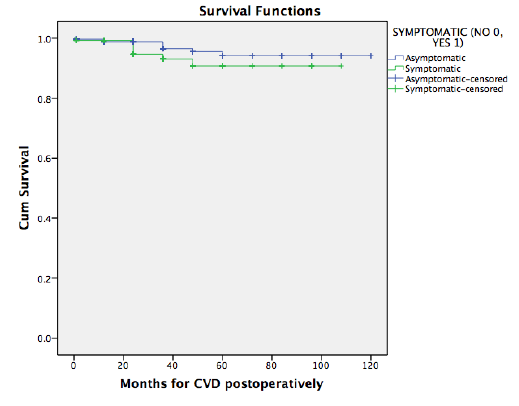 Survival Functions
SYMPTOMATIC (NO 0,
YES 1)
Asymptomatic
Symptomatic
Asymptomatic-censored
Symptomatic-censored
Cum Survival
1.0
0.8
0.6
0.4
0.2
0.0
0 20 40 60 80 100 120
Months for CVD postoperatively